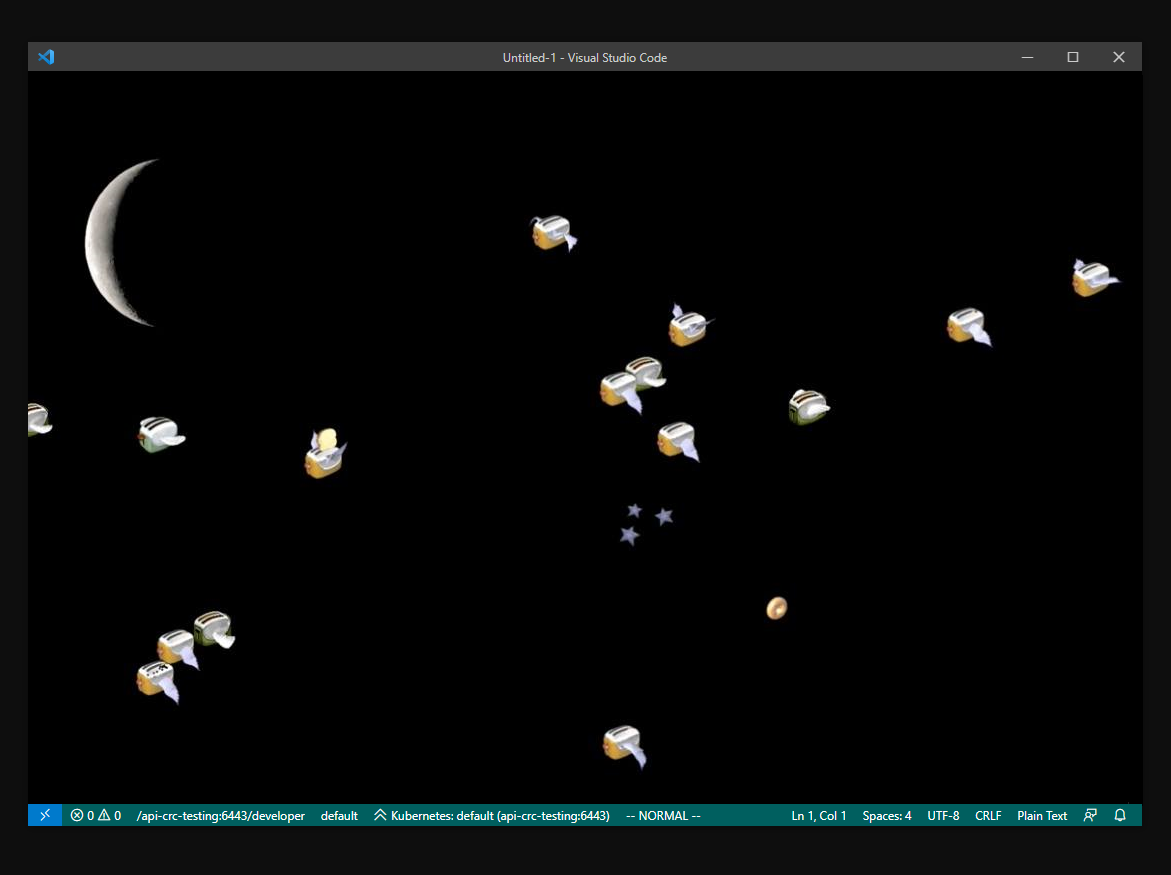 Untitled-1 - Visual Studio Code
0 0 /api-crc-testing:6443/developer default Kubernetes: default (api-crc-testing:6443) -- NORMAL -- Ln 1, Col 1 Spaces: 4 UTF-8 CRLF Plain Text